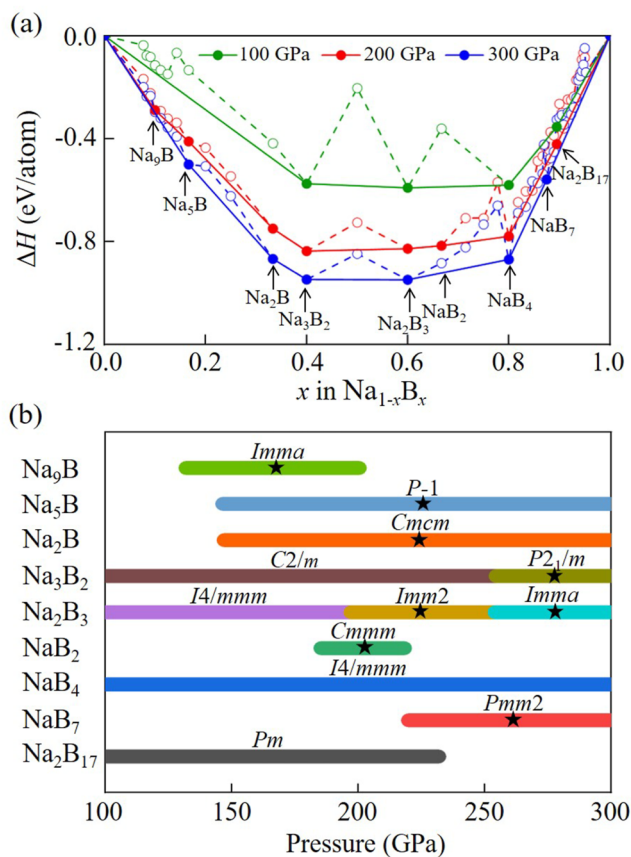 (a)
0.0
-0.4
-0.8
-1.2
ΔH (eV/atom)
100 GPa 200 GPa 300 GPa
Na₉B
Na₅B
Na₂B
Na₃B₂
Na₂B₃
NaB₂
NaB₄
NaB₇
Na₂B₁₇
0.0 0.2 0.4 0.6 0.8 1.0
x in Na₁₋ₓBₓ
(b)
Na₉B Imma
Na₅B P-1
Na₂B Cmcm
Na₃B₂ C2/m P2₁/m
Na₂B₃ I4/mmm Imm2 Imma
NaB₂ Cmmm
NaB₄ I4/mmm
NaB₇ Pmm2
Na₂B₁₇ Pm
100 150 200 250 300
Pressure (GPa)